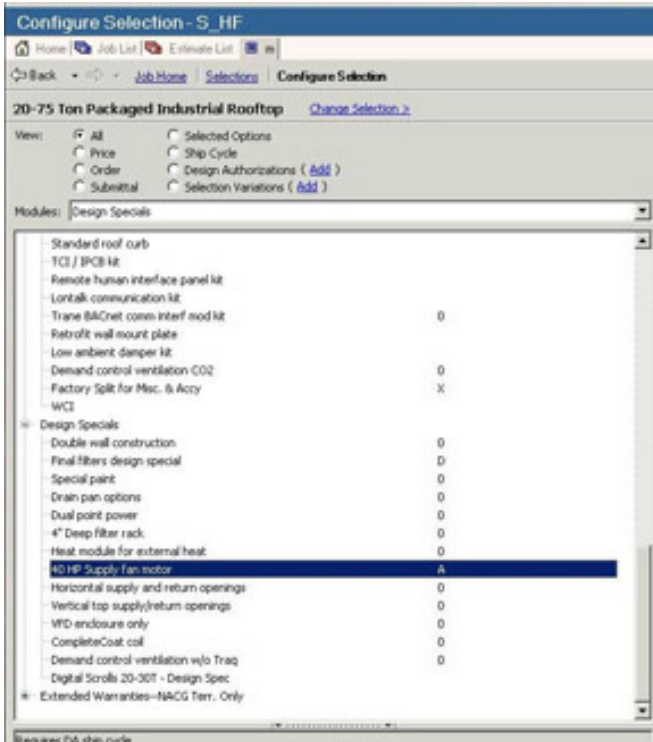 Configure Selection - S_HF
Home Job List Estimate List m
Back Job Home Selections Configure Selection
20-75 Ton Packaged Industrial Rooftop Change Selection >
View: All Selected Options
Price Ship Cycle
Order Design Authorizations ( Add )
Submittal Selection Variations ( Add )
Modules: Design Specials
Standard roof curb
TCI / IPCB kit
Remote human interface panel kit
Lontalk communication kit
Trane BACnet comm interf mod kit 0
Retrofit wall mount plate
Low ambient damper kit
Demand control ventilation CO2 0
Factory Split for Misc. & Accy X
WCI
Design Specials
Double wall construction 0
Final filters design special D
Special paint 0
Drain pan options 0
Dual point power 0
4" Deep filter rack 0
Heat module for external heat 0
40 HP Supply fan motor A
Horizontal supply and return openings 0
Vertical top supply/return openings 0
VFD enclosure only 0
CompleteCoat coil 0
Demand control ventilation w/o Traq 0
Digital Scrolls 20-30T - Design Spec
Extended Warranties--NACG Terr. Only
Requires DA ship cycle